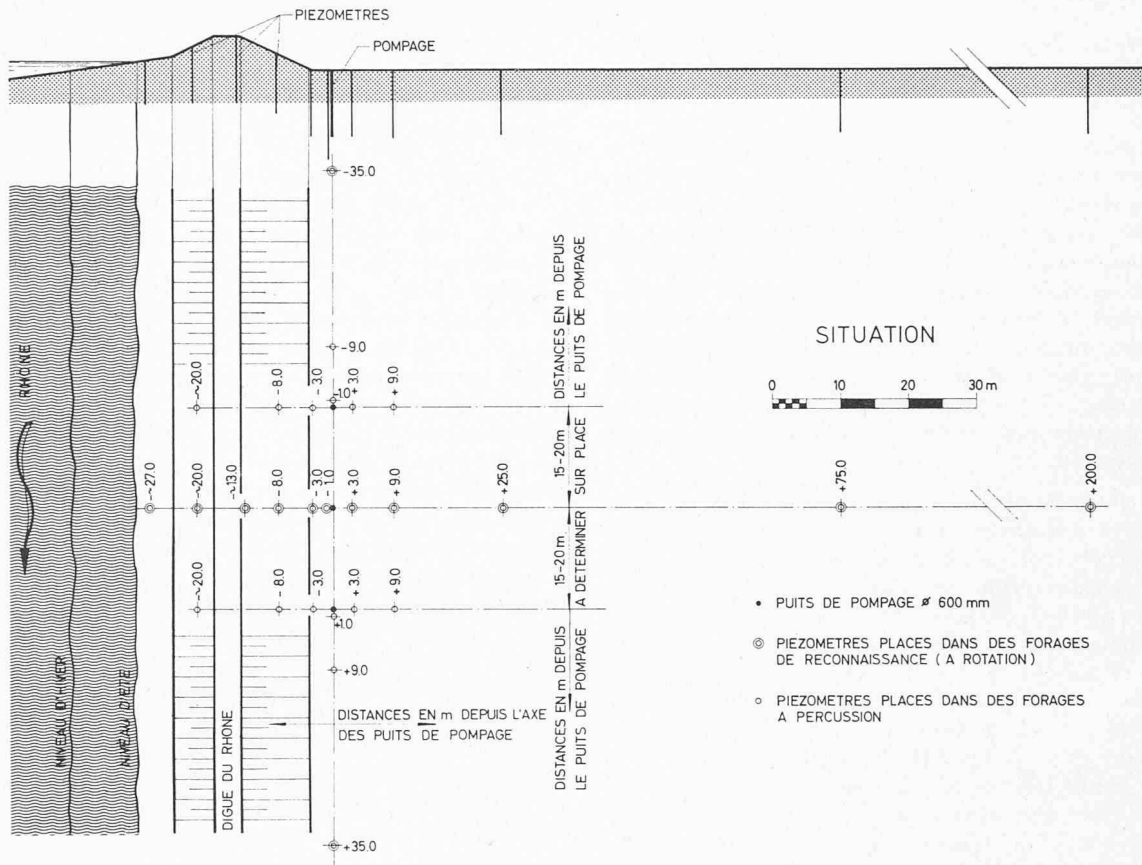 PIEZOMETRES
POMPAGE
-35.0
RHONE
-9.0
DISTANCES EN m DEPUIS
LE PUITS DE POMPAGE
SITUATION
0 10 20 30 m
-~20.0
-8.0
-3.0
-10
+3.0
+9.0
15-20m
-~27.0
-~20.0
-~13.0
-8.0
-3.0
-1.0
+3.0
+9.0
+25.0
+75.0
+200.0
A DETERMINER SUR PLACE
15-20m
-~20.0
-8.0
-3.0
+3.0
+9.0
+1.0
+9.0
PUITS DE POMPAGE ø 600 mm
PIEZOMETRES PLACES DANS DES FORAGES
DE RECONNAISSANCE ( A ROTATION )
PIEZOMETRES PLACES DANS DES FORAGES
A PERCUSSION
NIVEAU D'HIVER
NIVEAU D'ETE
DIGUE DU RHONE
DISTANCES EN m DEPUIS L'AXE
DES PUITS DE POMPAGE
DISTANCES EN m DEPUIS
LE PUITS DE POMPAGE
+35.0